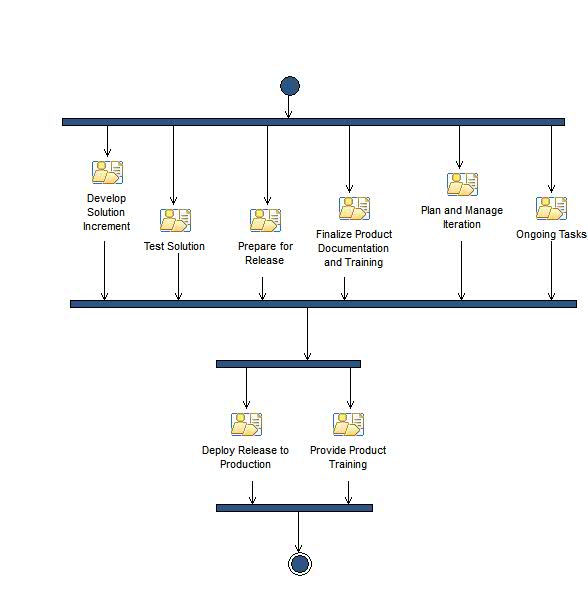 Develop
Solution
Increment
Test Solution
Prepare for
Release
Finalize Product
Documentation
and Training
Plan and Manage
Iteration
Ongoing Tasks
Deploy Release to
Production
Provide Product
Training